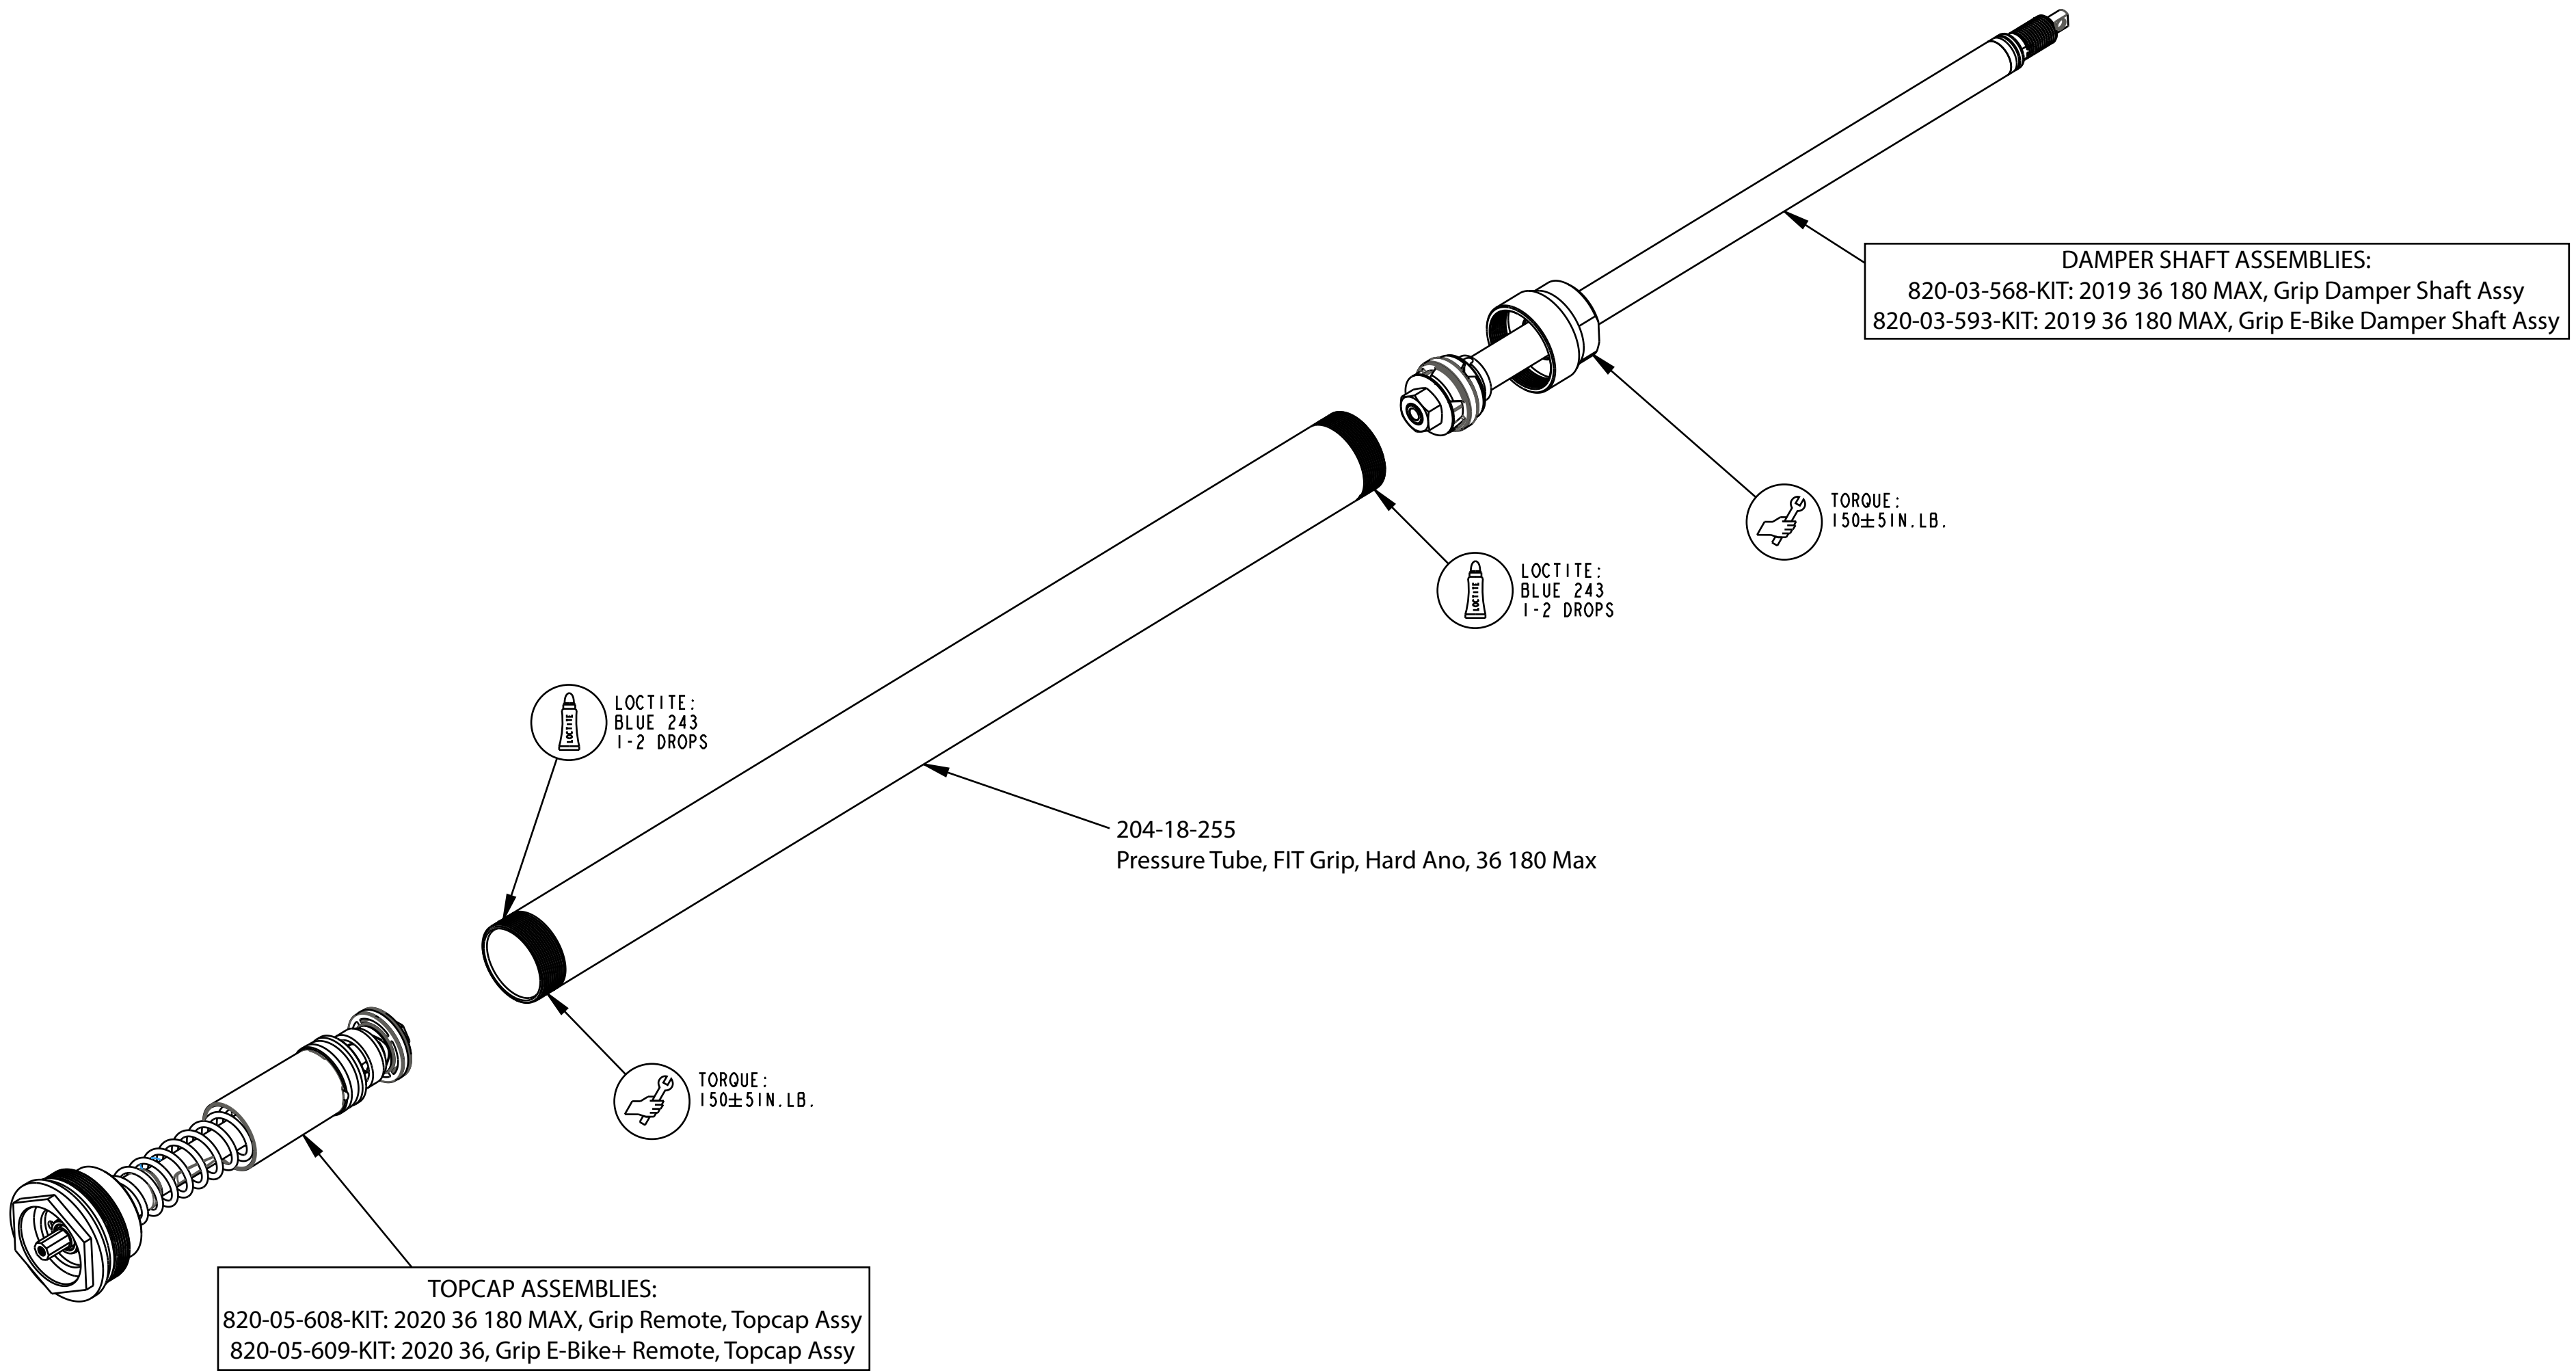 DAMPER SHAFT ASSEMBLIES:
820-03-568-KIT: 2019 36 180 MAX, Grip Damper Shaft Assy
820-03-593-KIT: 2019 36 180 MAX, Grip E-Bike Damper Shaft Assy
TORQUE:
150±5IN.LB.
LOCTITE
LOCTITE:
BLUE 243
1-2 DROPS
LOCTITE
LOCTITE:
BLUE 243
1-2 DROPS
204-18-255
Pressure Tube, FIT Grip, Hard Ano, 36 180 Max
TORQUE:
150±5IN.LB.
TOPCAP ASSEMBLIES:
820-05-608-KIT: 2020 36 180 MAX, Grip Remote, Topcap Assy
820-05-609-KIT: 2020 36, Grip E-Bike+ Remote, Topcap Assy